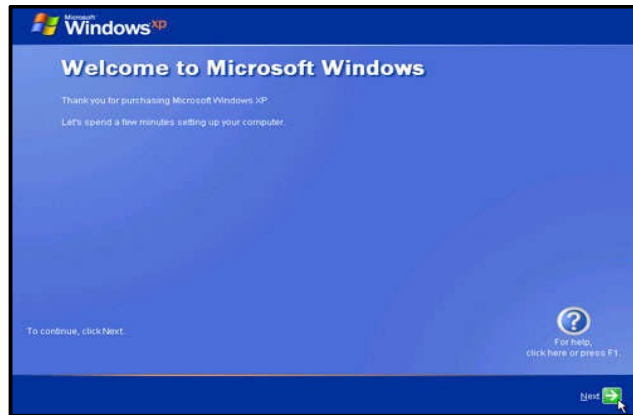 Microsoft
Windows xp
Welcome to Microsoft Windows
Thank you for purchasing Microsoft Windows XP.
Let's spend a few minutes setting up your computer.
To continue, click Next.
?
For help,
click here or press F1.
Next